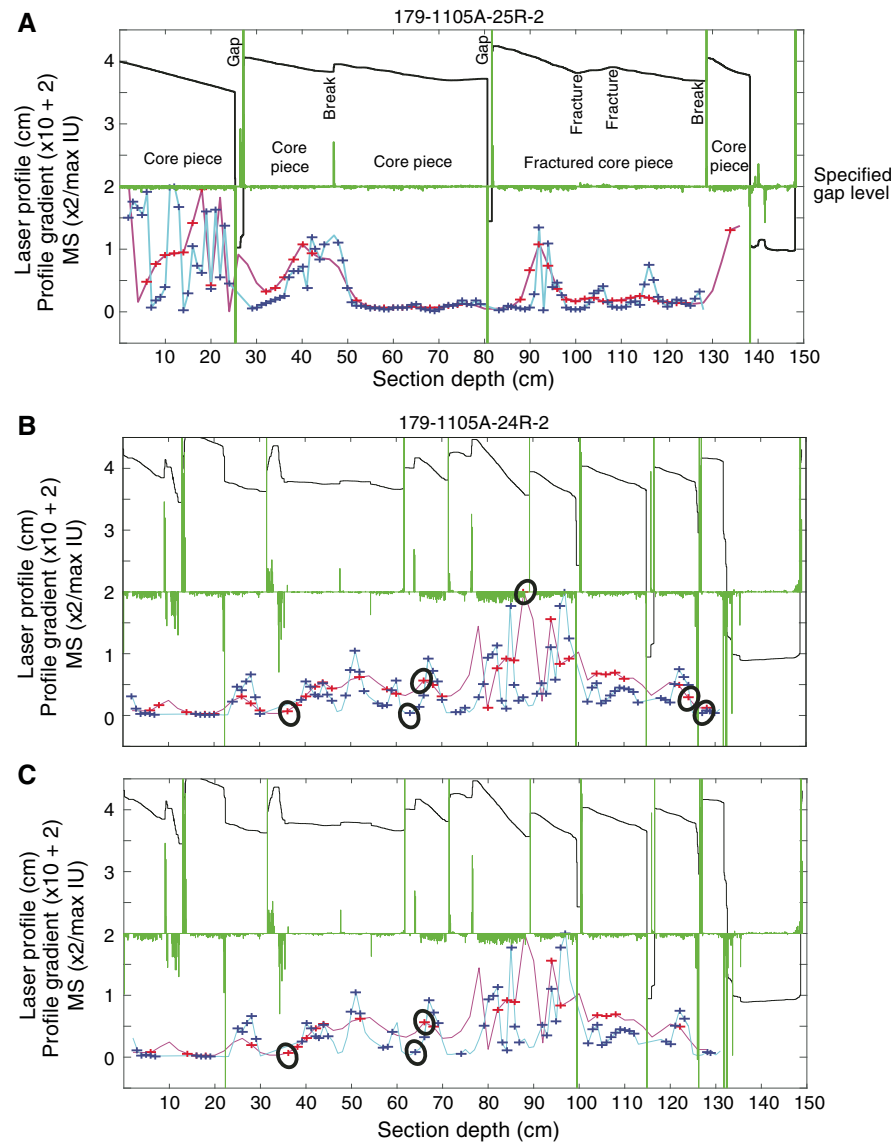 A
179-1105A-25R-2
Laser profile (cm)
Profile gradient (x10 + 2)
MS (x2/max IU)
4
3
2
1
0
Gap
Break
Gap
Fracture
Fracture
Break
Core piece
Core
piece
Core piece
Fractured core piece
Core
piece
Specified
gap level
10 20 30 40 50 60 70 80 90 100 110 120 130 140 150
Section depth (cm)
B
179-1105A-24R-2
Laser profile (cm)
Profile gradient (x10 + 2)
MS (x2/max IU)
4
3
2
1
0
10 20 30 40 50 60 70 80 90 100 110 120 130 140 150
C
Laser profile (cm)
Profile gradient (x10 + 2)
MS (x2/max IU)
4
3
2
1
0
10 20 30 40 50 60 70 80 90 100 110 120 130 140 150
Section depth (cm)